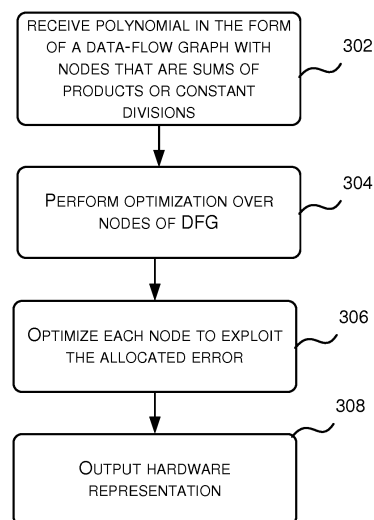 RECEIVE POLYNOMIAL IN THE FORM
OF A DATA-FLOW GRAPH WITH
NODES THAT ARE SUMS OF
PRODUCTS OR CONSTANT
DIVISIONS
302
PERFORM OPTIMIZATION OVER
NODES OF DFG
304
OPTIMIZE EACH NODE TO EXPLOIT
THE ALLOCATED ERROR
306
OUTPUT HARDWARE
REPRESENTATION
308